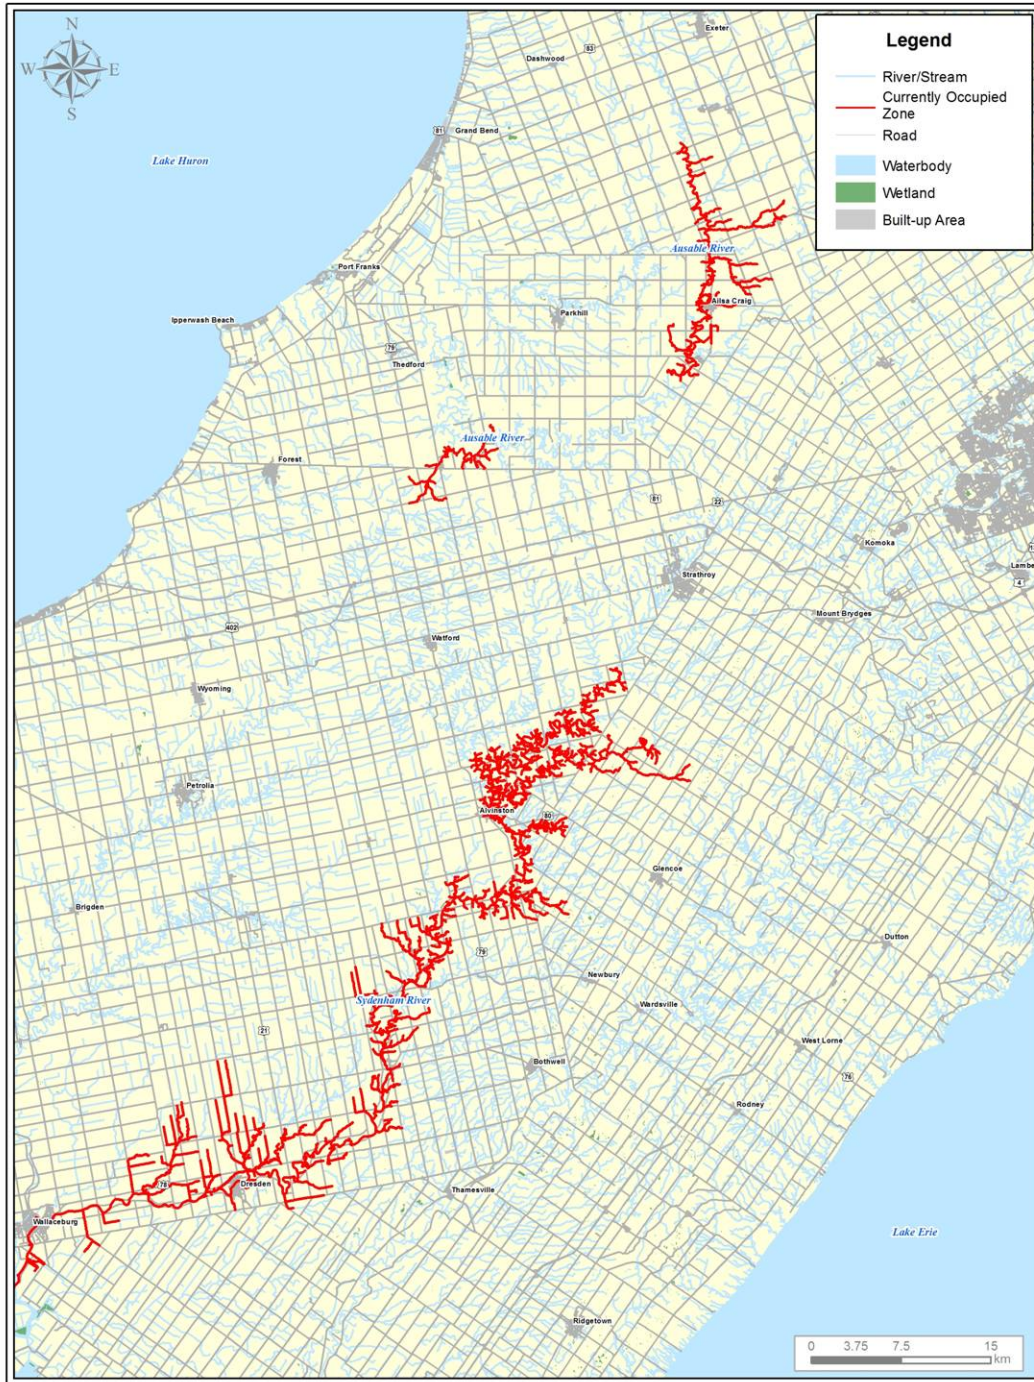 N
W E
S
Legend
River/Stream
Currently Occupied
Zone
Road
Waterbody
Wetland
Built-up Area
Exeter
83
Dashwood
81
Grand Bend
Lake Huron
Ausable River
Port Franks
Ailsa Craig
Parkhill
Ipperwash Beach
79
Thedford
Ausable River
Forest
81
22
Komoka
Strathroy
4
Mount Brydges
402
Watford
Wyoming
Petrolia
Alvinston
80
Glencoe
Brigden
Dutton
79
Newbury
Sydenham River
Wardsville
21
West Lorne
Bothwell
76
Rodney
78
Dresden
Thamesville
Wallaceburg
Lake Erie
Ridgetown
0 3.75 7.5 15
km